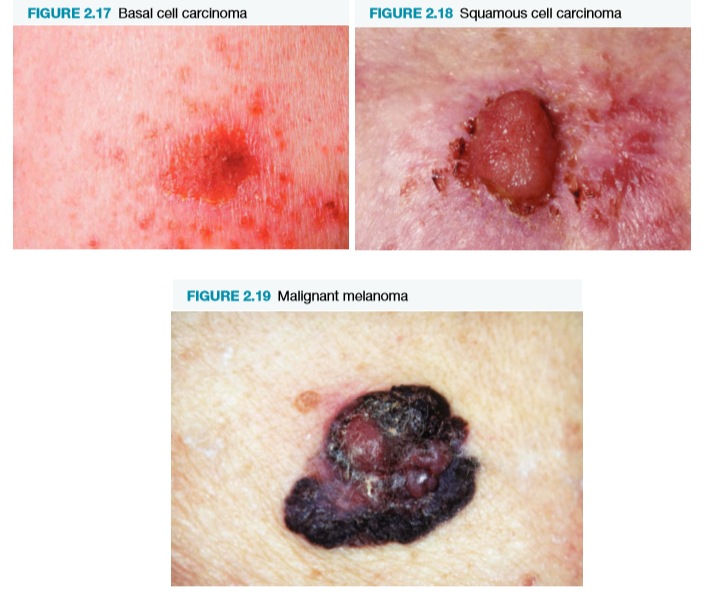 FIGURE 2.17 Basal cell carcinoma
FIGURE 2.18 Squamous cell carcinoma
FIGURE 2.19 Malignant melanoma